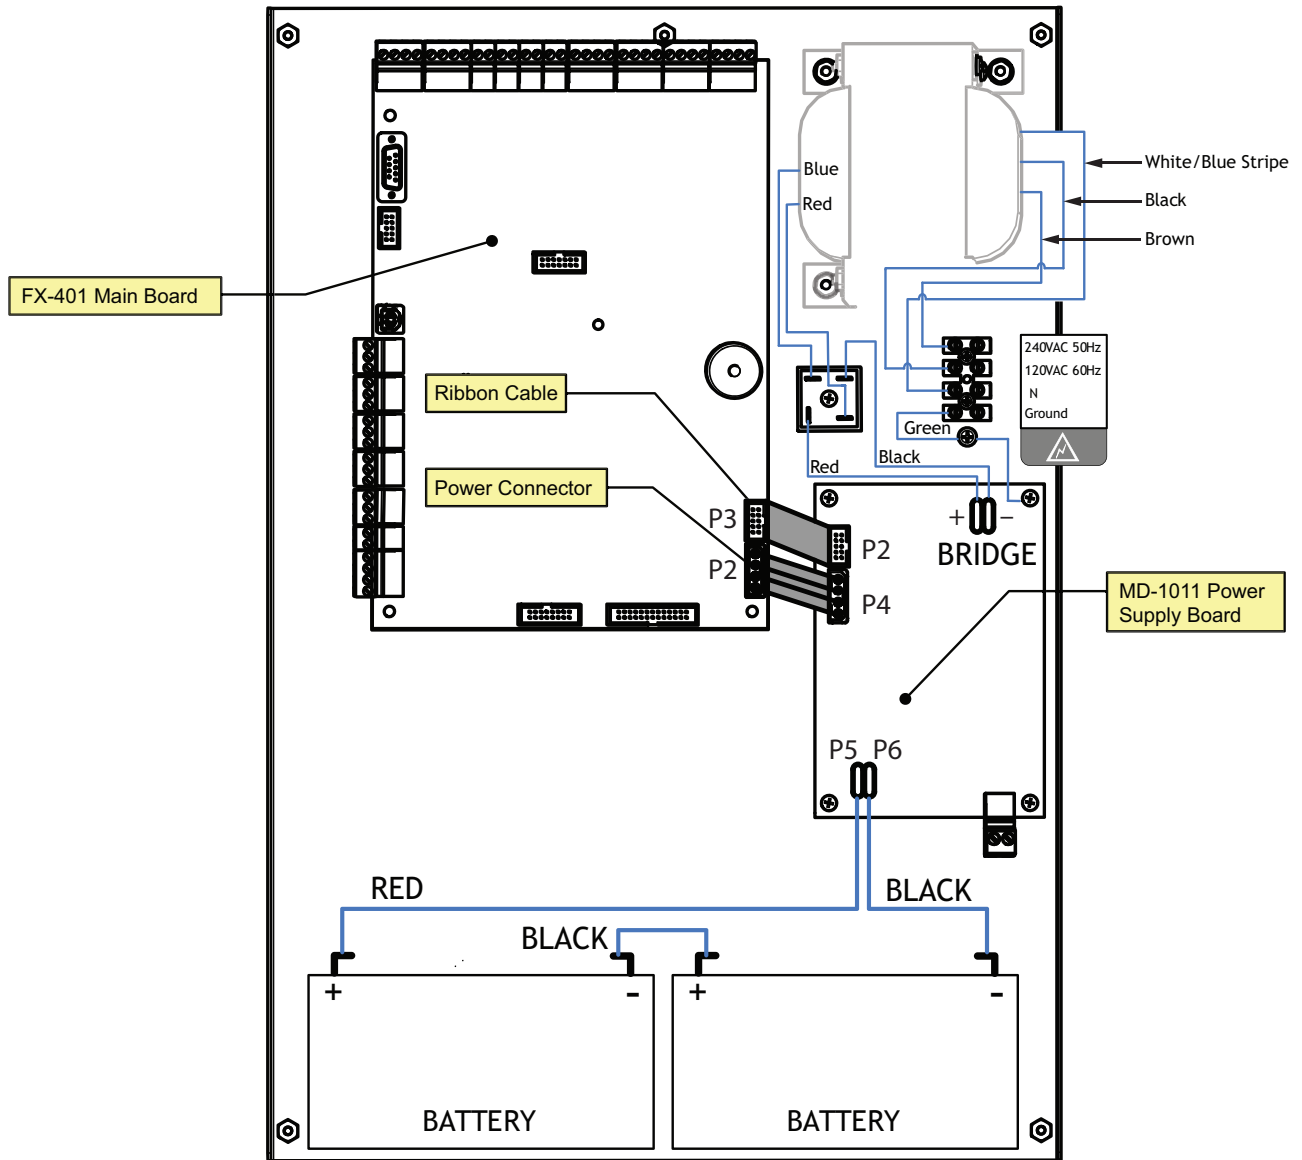 White/Blue Stripe
Blue
Black
Red
Brown
FX-401 Main Board
240VAC 50Hz
120VAC 60Hz
N
Ground
Ribbon Cable
Green
Black
Red
Power Connector
P3
+ -
P2
BRIDGE
P2
P4
MD-1011 Power
Supply Board
P5 P6
RED
BLACK
BLACK
+ -
+ -
BATTERY
BATTERY